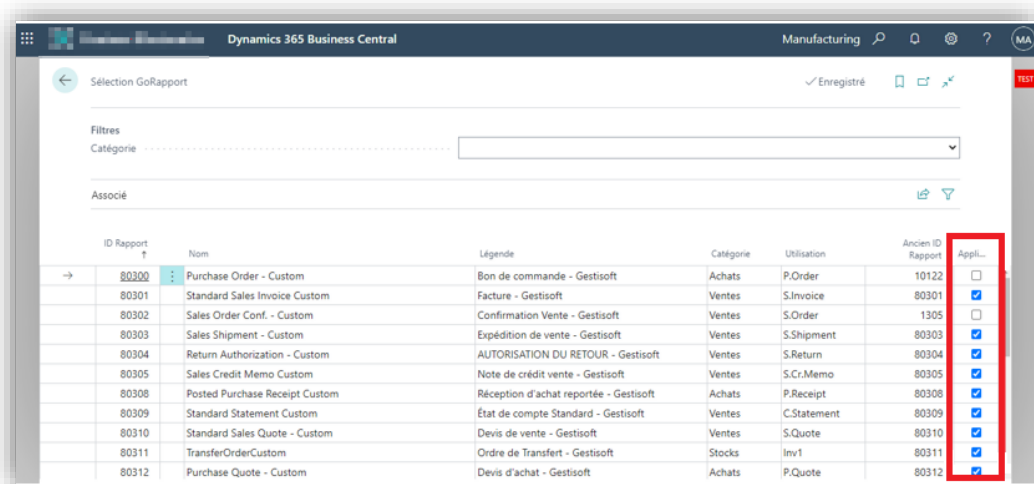 Dynamics 365 Business Central Manufacturing ? MA
Sélection GoRapport Enregistré TEST
Filtres
Catégorie
Associé
ID Rapport ↑ Nom Légende Catégorie Utilisation Ancien ID Rapport Appli...
→ 80300 Purchase Order - Custom Bon de commande - Gestisoft Achats P.Order 10122
80301 Standard Sales Invoice Custom Facture - Gestisoft Ventes S.Invoice 80301
80302 Sales Order Conf. - Custom Confirmation Vente - Gestisoft Ventes S.Order 1305
80303 Sales Shipment - Custom Expédition de vente - Gestisoft Ventes S.Shipment 80303
80304 Return Authorization - Custom AUTORISATION DU RETOUR - Gestisoft Ventes S.Return 80304
80305 Sales Credit Memo Custom Note de crédit vente - Gestisoft Ventes S.Cr.Memo 80305
80308 Posted Purchase Receipt Custom Réception d'achat reportée - Gestisoft Achats P.Receipt 80308
80309 Standard Statement Custom État de compte Standard - Gestisoft Ventes C.Statement 80309
80310 Standard Sales Quote - Custom Devis de vente - Gestisoft Ventes S.Quote 80310
80311 TransferOrderCustom Ordre de Transfert - Gestisoft Stocks Inv1 80311
80312 Purchase Quote - Custom Devis d'achat - Gestisoft Achats P.Quote 80312